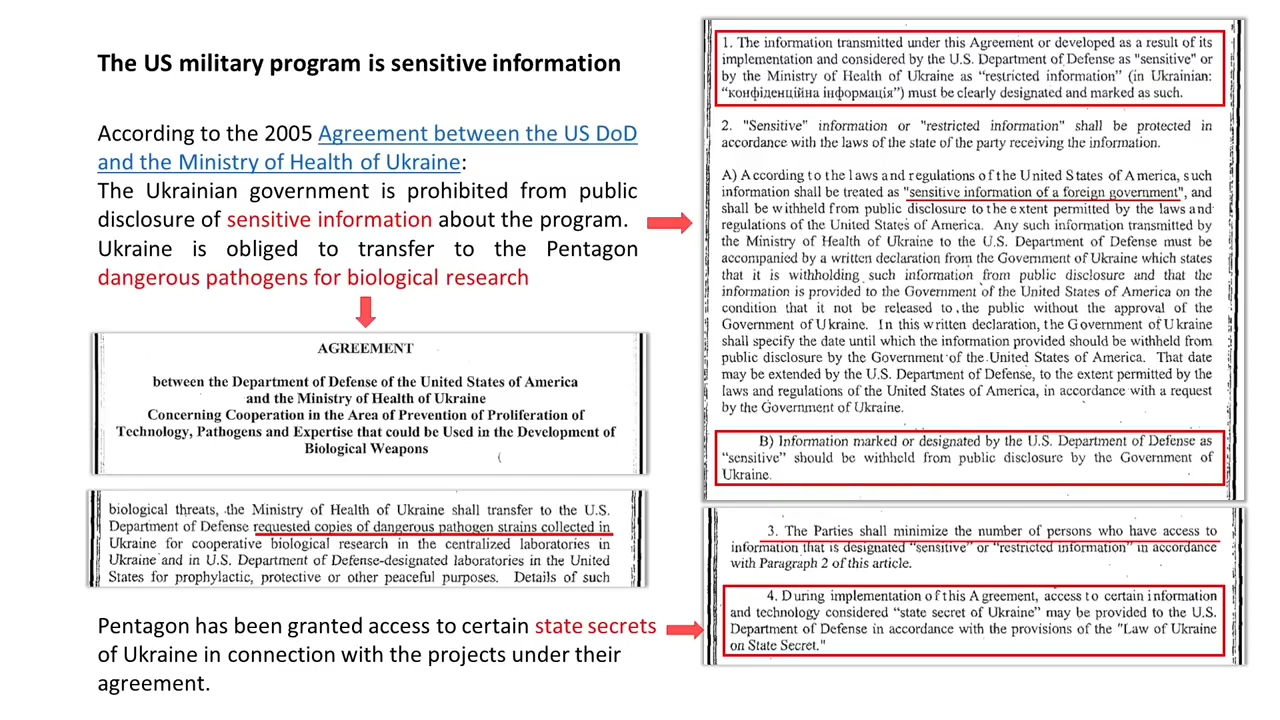 The US military program is sensitive information
According to the 2005 Agreement between the US DoD
and the Ministry of Health of Ukraine:
The Ukrainian government is prohibited from public
disclosure of sensitive information about the program.
Ukraine is obliged to transfer to the Pentagon
dangerous pathogens for biological research
AGREEMENT
between the Department of Defense of the United States of America
and the Ministry of Health of Ukraine
Concerning Cooperation in the Area of Prevention of Proliferation of
Technology, Pathogens and Expertise that could be Used in the Development of
Biological Weapons
biological threats, the Ministry of Health of Ukraine shall transfer to the U.S.
Department of Defense requested copies of dangerous pathogen strains collected in
Ukraine for cooperative biological research in the centralized laboratories in
Ukraine and in U.S. Department of Defense-designated laboratories in the United
States for prophylactic, protective or other peaceful purposes. Details of such
Pentagon has been granted access to certain state secrets
of Ukraine in connection with the projects under their
agreement.
1. The information transmitted under this Agreement or developed as a result of its
implementation and considered by the U.S. Department of Defense as "sensitive" or
by the Ministry of Health of Ukraine as "restricted information" (in Ukrainian:
"конфіденційна інформація") must be clearly designated and marked as such.
2. "Sensitive" information or "restricted information" shall be protected in
accordance with the laws of the state of the party receiving the information.
A) According to the laws and regulations of the United States of America, such
information shall be treated as "sensitive information of a foreign government", and
shall be withheld from public disclosure to the extent permitted by the laws and
regulations of the United States of America. Any such information transmitted by
the Ministry of Health of Ukraine to the U.S. Department of Defense must be
accompanied by a written declaration from the Government of Ukraine which states
that it is withholding such information from public disclosure and that the
information is provided to the Government of the United States of America on the
condition that it not be released to the public without the approval of the
Government of Ukraine. In this written declaration, the Government of Ukraine
shall specify the date until which the information provided should be withheld from
public disclosure by the Government of the United States of America. That date
may be extended by the U.S. Department of Defense, to the extent permitted by the
laws and regulations of the United States of America, in accordance with a request
by the Government of Ukraine.
B) Information marked or designated by the U.S. Department of Defense as
"sensitive" should be withheld from public disclosure by the Government of
Ukraine.
3. The Parties shall minimize the number of persons who have access to
information that is designated "sensitive" or "restricted information" in accordance
with Paragraph 2 of this article.
4. During implementation of this Agreement, access to certain information
and technology considered "state secret of Ukraine" may be provided to the U.S.
Department of Defense in accordance with the provisions of the "Law of Ukraine
on State Secret."